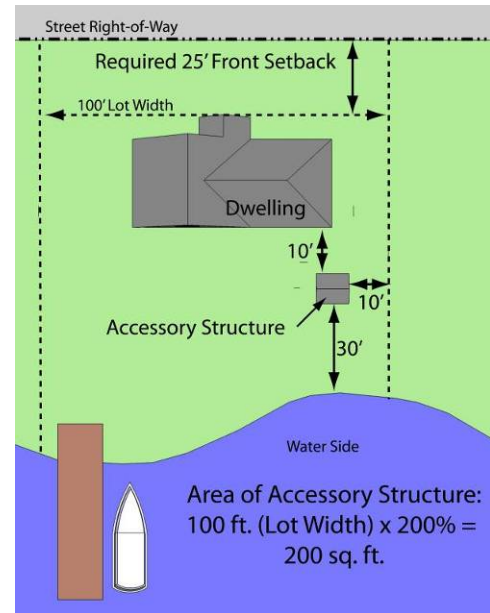 Street Right-of-Way
Required 25' Front Setback
100' Lot Width
Dwelling
10'
10'
Accessory Structure
30'
Water Side
Area of Accessory Structure:
100 ft. (Lot Width) x 200% =
200 sq. ft.